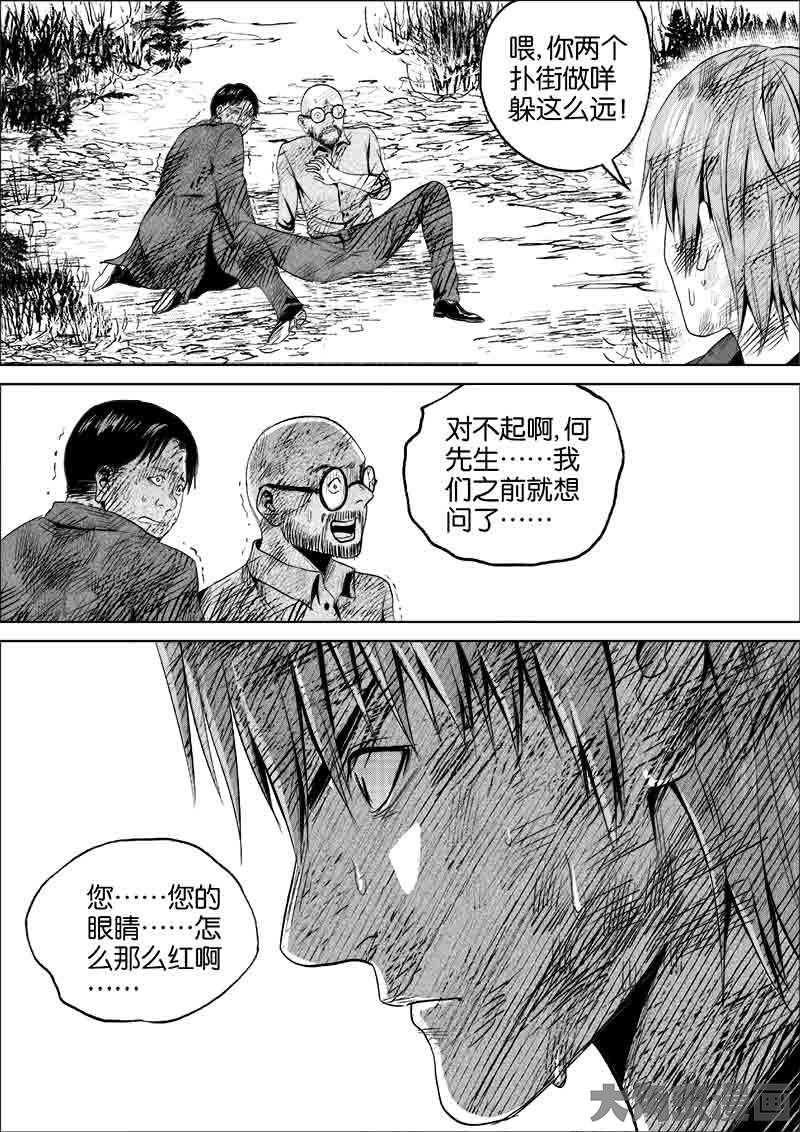 喂，你两个
扑街做咩
躲这么远！
对不起啊，何
先生……我
们之前就想
问了……
您……您的
眼睛……怎
么那么红啊
……